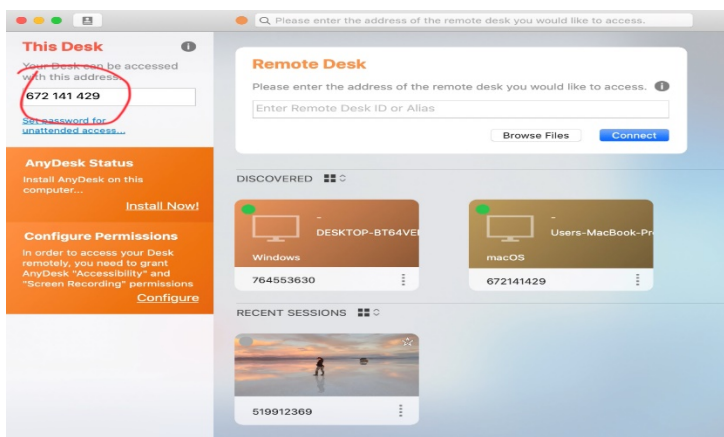 Please enter the address of the remote desk you would like to access.
This Desk
Your Desk can be accessed
with this address.
672 141 429
Set password for
unattended access...
AnyDesk Status
Install AnyDesk on this
computer...
Install Now!
Configure Permissions
In order to access your Desk
remotely, you need to grant
AnyDesk "Accessibility" and
"Screen Recording" permissions
Configure
Remote Desk
Please enter the address of the remote desk you would like to access.
Enter Remote Desk ID or Alias
Browse Files
Connect
DISCOVERED
-
DESKTOP-BT64VE
Windows
764553630
-
Users-MacBook-Pr
macOS
672141429
RECENT SESSIONS
519912369